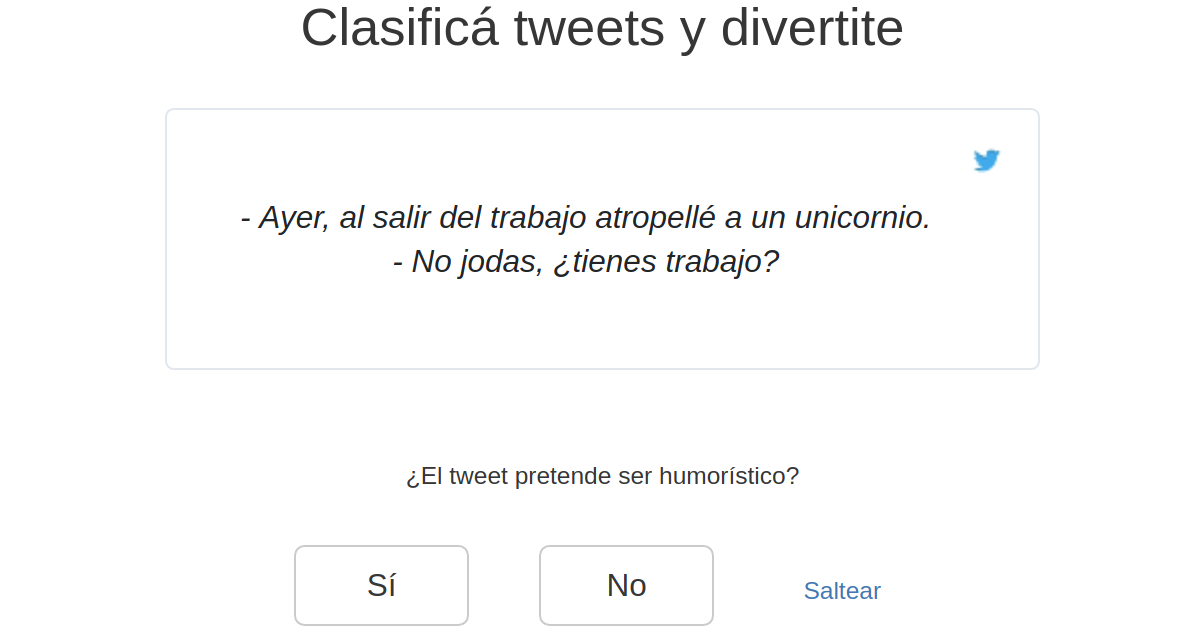 Clasificá tweets y divertite
- Ayer, al salir del trabajo atropellé a un unicornio.
- No jodas, ¿tienes trabajo?
¿El tweet pretende ser humorístico?
Sí
No
Saltear